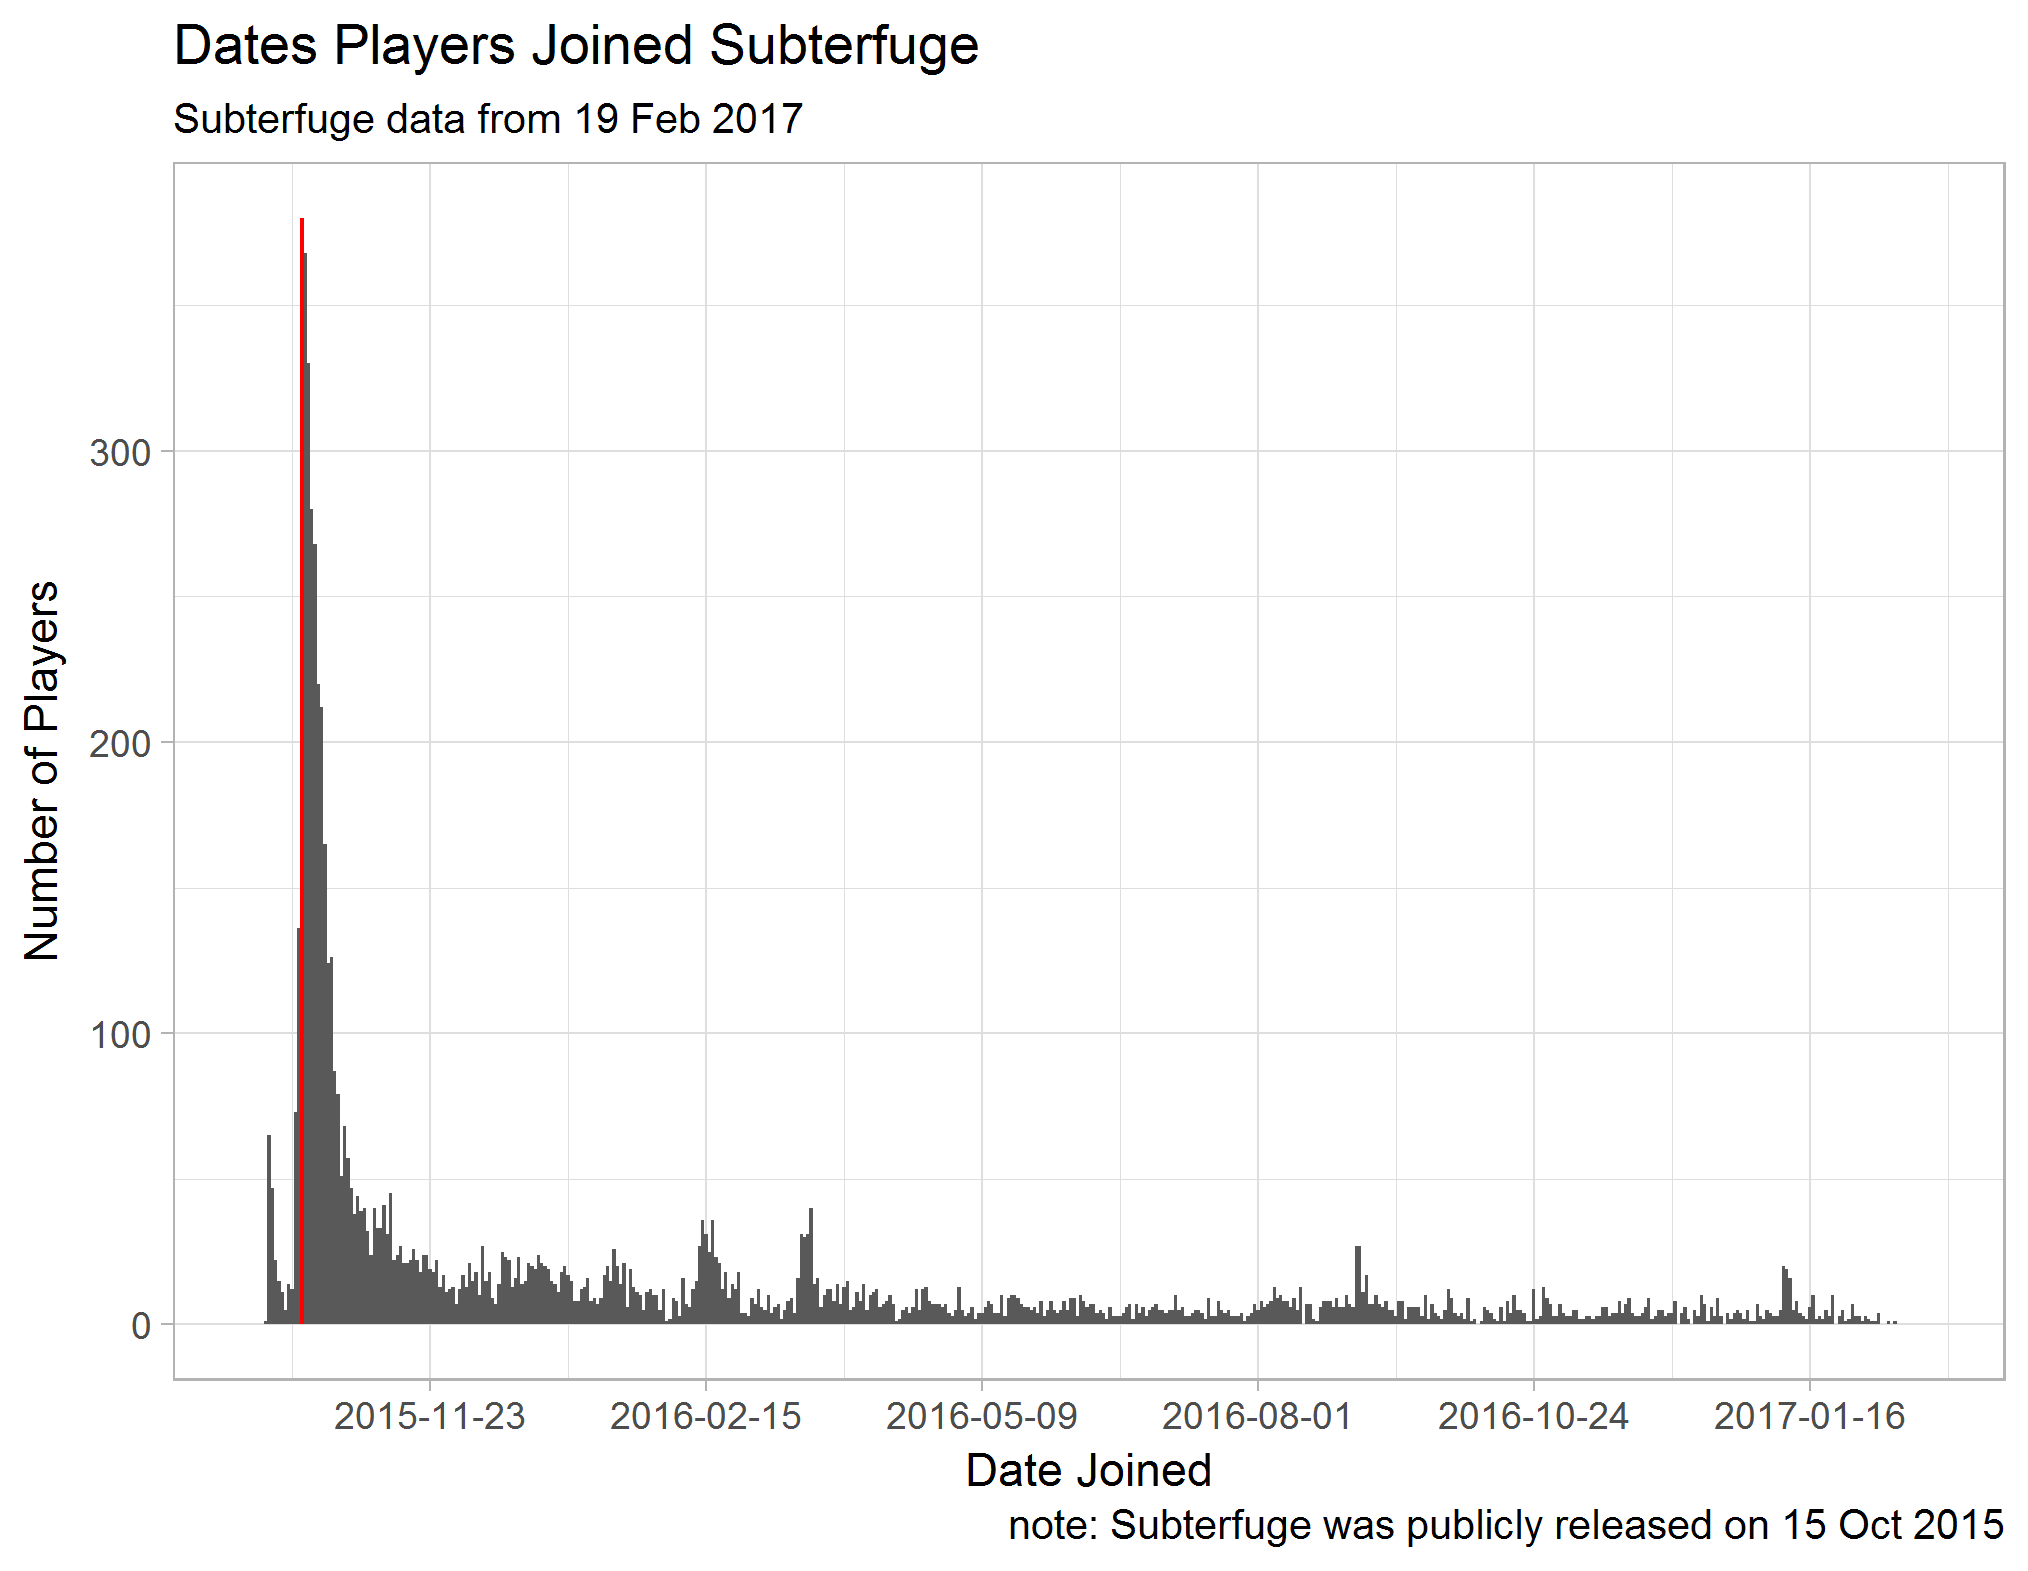 Dates Players Joined Subterfuge
Subterfuge data from 19 Feb 2017
Number of Players
300
200
100
0
2015-11-23
2016-02-15
2016-05-09
2016-08-01
2016-10-24
2017-01-16
Date Joined
note: Subterfuge was publicly released on 15 Oct 2015